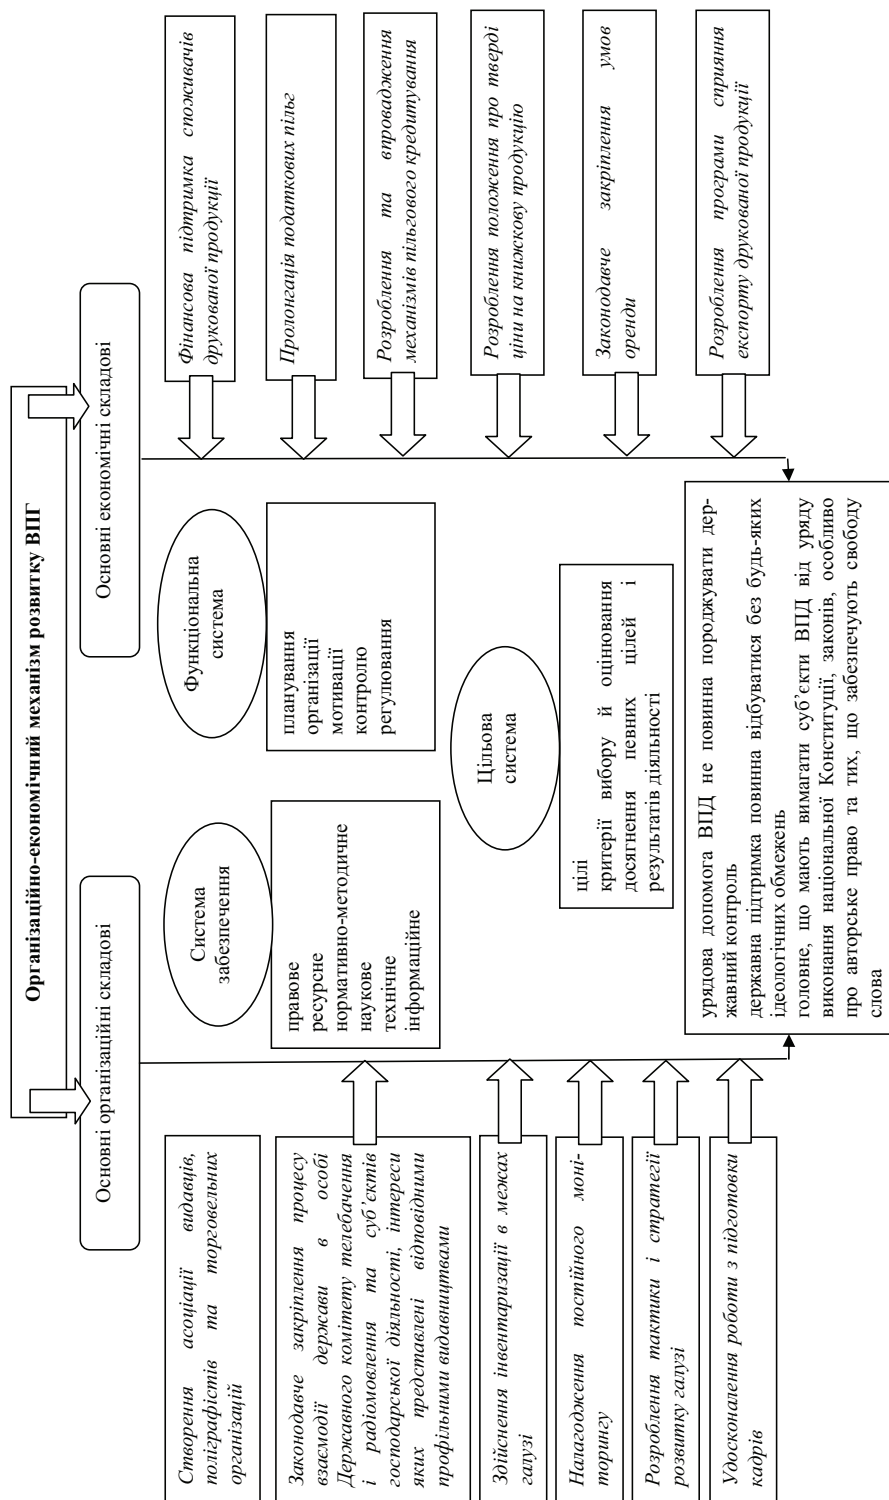 Організаційно-економічний механізм розвитку ВПГ
Основні організаційні складові
Основні економічні складові
Створення асоціації видавців,
поліграфістів та торговельних
організацій
Законодавче закріплення процесу
взаємодії держави в особі
Державного комітету телебачення
і радіомовлення та суб’єктів
господарської діяльності, інтереси
яких представлені відповідними
профільними видавництвами
Здійснення інвентаризації в межах
галузі
Налагодження постійного моні-
торингу
Розроблення тактики і стратегії
розвитку галузі
Удосконалення роботи з підготовки
кадрів
Система
забезпечення
правове
ресурсне
нормативно-методичне
наукове
технічне
інформаційне
Функціональна
система
планування
організації
мотивації
контролю
регулювання
Цільова
система
цілі
критерії вибору й оцінювання
досягнення певних цілей і
результатів діяльності
урядова допомога ВПД не повинна породжувати дер-
жавний контроль
державна підтримка повинна відбуватися без будь-яких
ідеологічних обмежень
головне, що мають вимагати суб’єкти ВПД від уряду
виконання національної Конституції, законів, особливо
про авторське право та тих, що забезпечують свободу
слова
Фінансова підтримка споживачів
друкованої продукції
Пролонгація податкових пільг
Розроблення та впровадження
механізмів пільгового кредитування
Розроблення положення про тверді
ціни на книжкову продукцію
Законодавче закріплення умов
оренди
Розроблення програми сприяння
експорту друкованої продукції